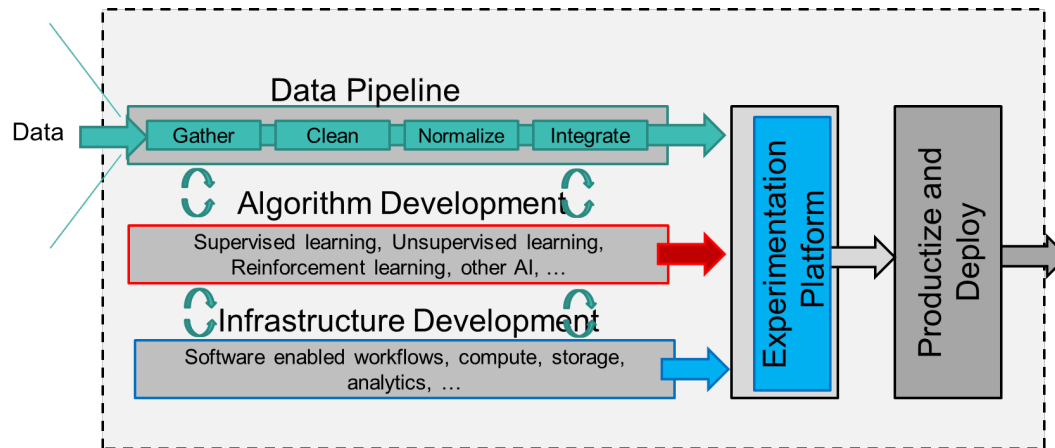 Data Pipeline
Data
Gather
Clean
Normalize
Integrate
Algorithm Development
Supervised learning, Unsupervised learning,
Reinforcement learning, other AI, …
Infrastructure Development
Software enabled workflows, compute, storage,
analytics, …
Experimentation
Platform
Productize and
Deploy